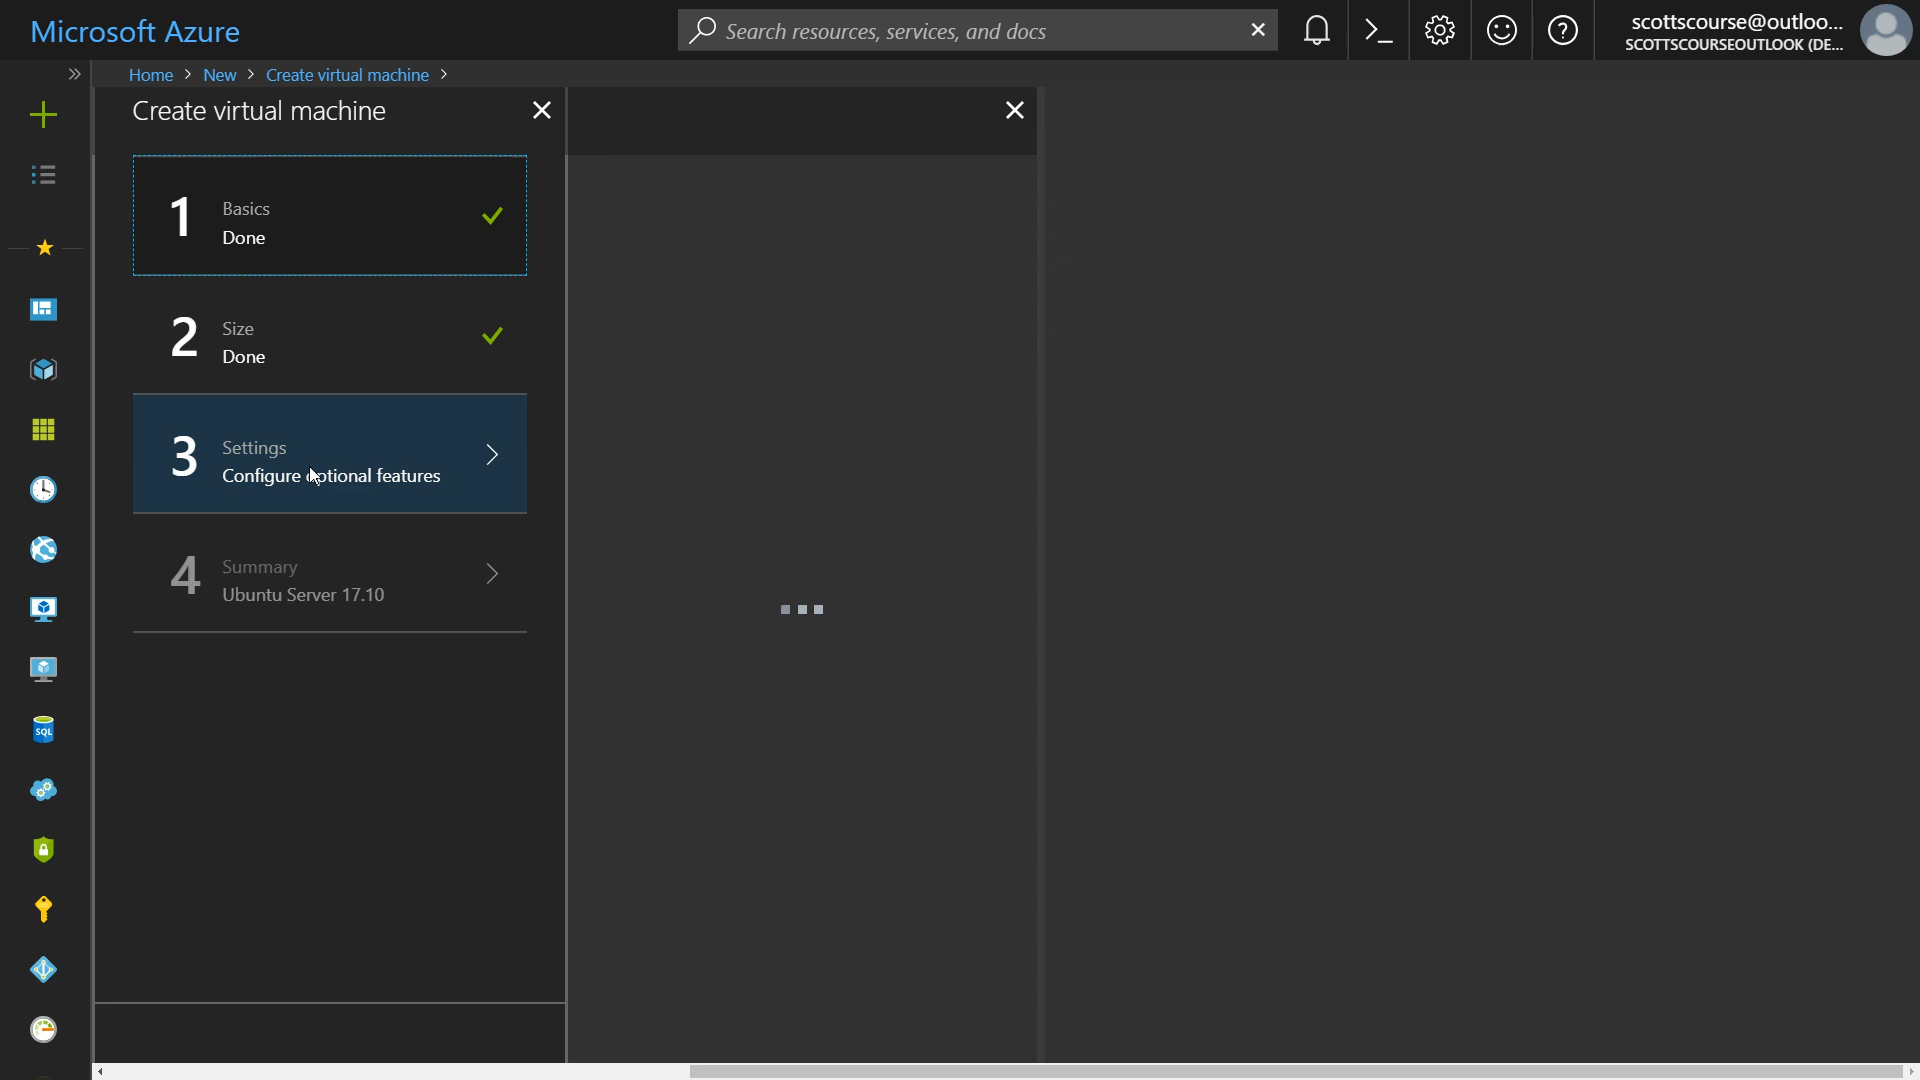 Microsoft Azure
Search resources, services, and docs
scottscourse@outloo...
SCOTTSCOURSEOUTLOOK (DE...
Home > New > Create virtual machine >
Create virtual machine
1
Basics
Done
2
Size
Done
3
Settings
Configure optional features
4
Summary
Ubuntu Server 17.10
SQL